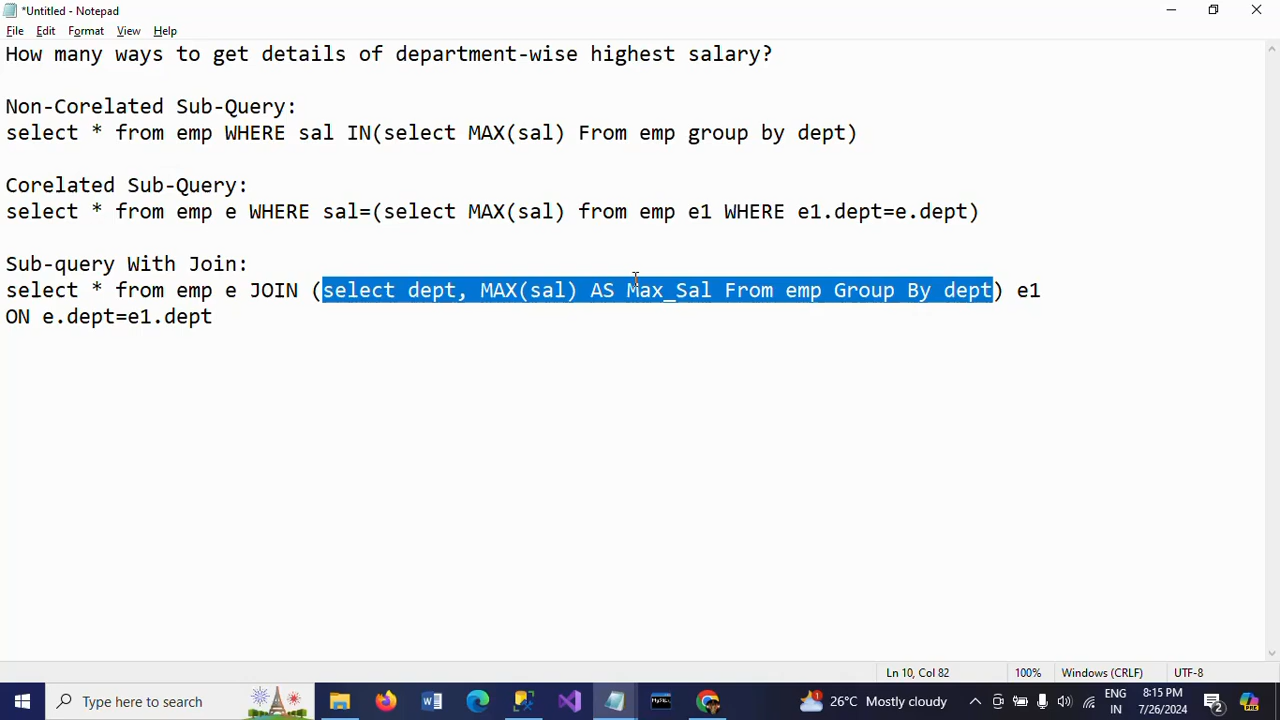 *Untitled - Notepad
File Edit Format View Help
How many ways to get details of department-wise highest salary?
Non-Corelated Sub-Query:
select * from emp WHERE sal IN(select MAX(sal) From emp group by dept)
Corelated Sub-Query:
select * from emp e WHERE sal=(select MAX(sal) from emp e1 WHERE e1.dept=e.dept)
Sub-query With Join:
select * from emp e JOIN (select dept, MAX(sal) AS Max_Sal From emp Group By dept) e1
ON e.dept=e1.dept
Ln 10, Col 82 100% Windows (CRLF) UTF-8
Type here to search 26°C Mostly cloudy ENG IN 8:15 PM 7/26/2024 2